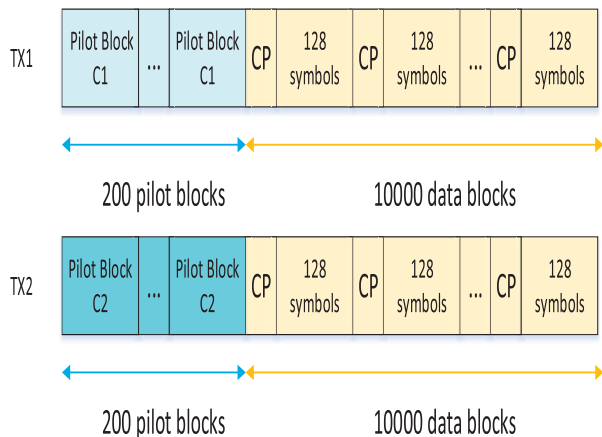 TX1
Pilot Block
C1
...
Pilot Block
C1
CP
128
symbols
CP
128
symbols
...
CP
128
symbols
200 pilot blocks
10000 data blocks
TX2
Pilot Block
C2
...
Pilot Block
C2
CP
128
symbols
CP
128
symbols
...
CP
128
symbols
200 pilot blocks
10000 data blocks